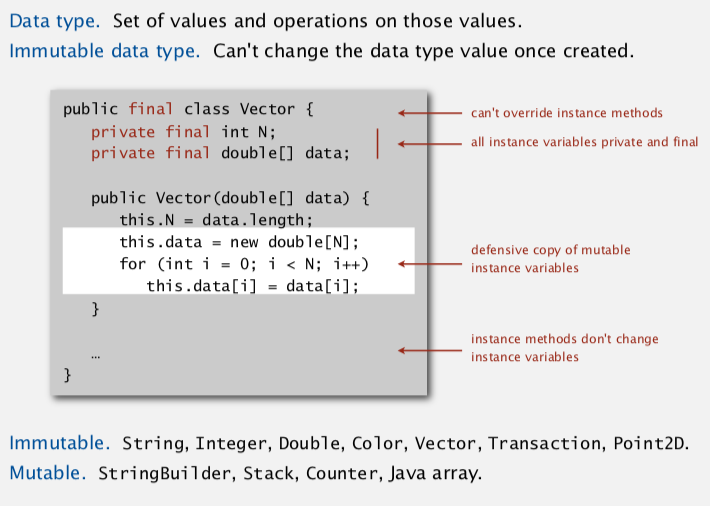 Data type. Set of values and operations on those values.
Immutable data type. Can't change the data type value once created.
public final class Vector {
can't override instance methods
private final int N;
private final double[] data;
all instance variables private and final
public Vector(double[] data) {
this.N = data.length;
this.data = new double[N];
for (int i = 0; i < N; i++)
this.data[i] = data[i];
defensive copy of mutable
instance variables
}
…
instance methods don't change
instance variables
}
Immutable. String, Integer, Double, Color, Vector, Transaction, Point2D.
Mutable. StringBuilder, Stack, Counter, Java array.